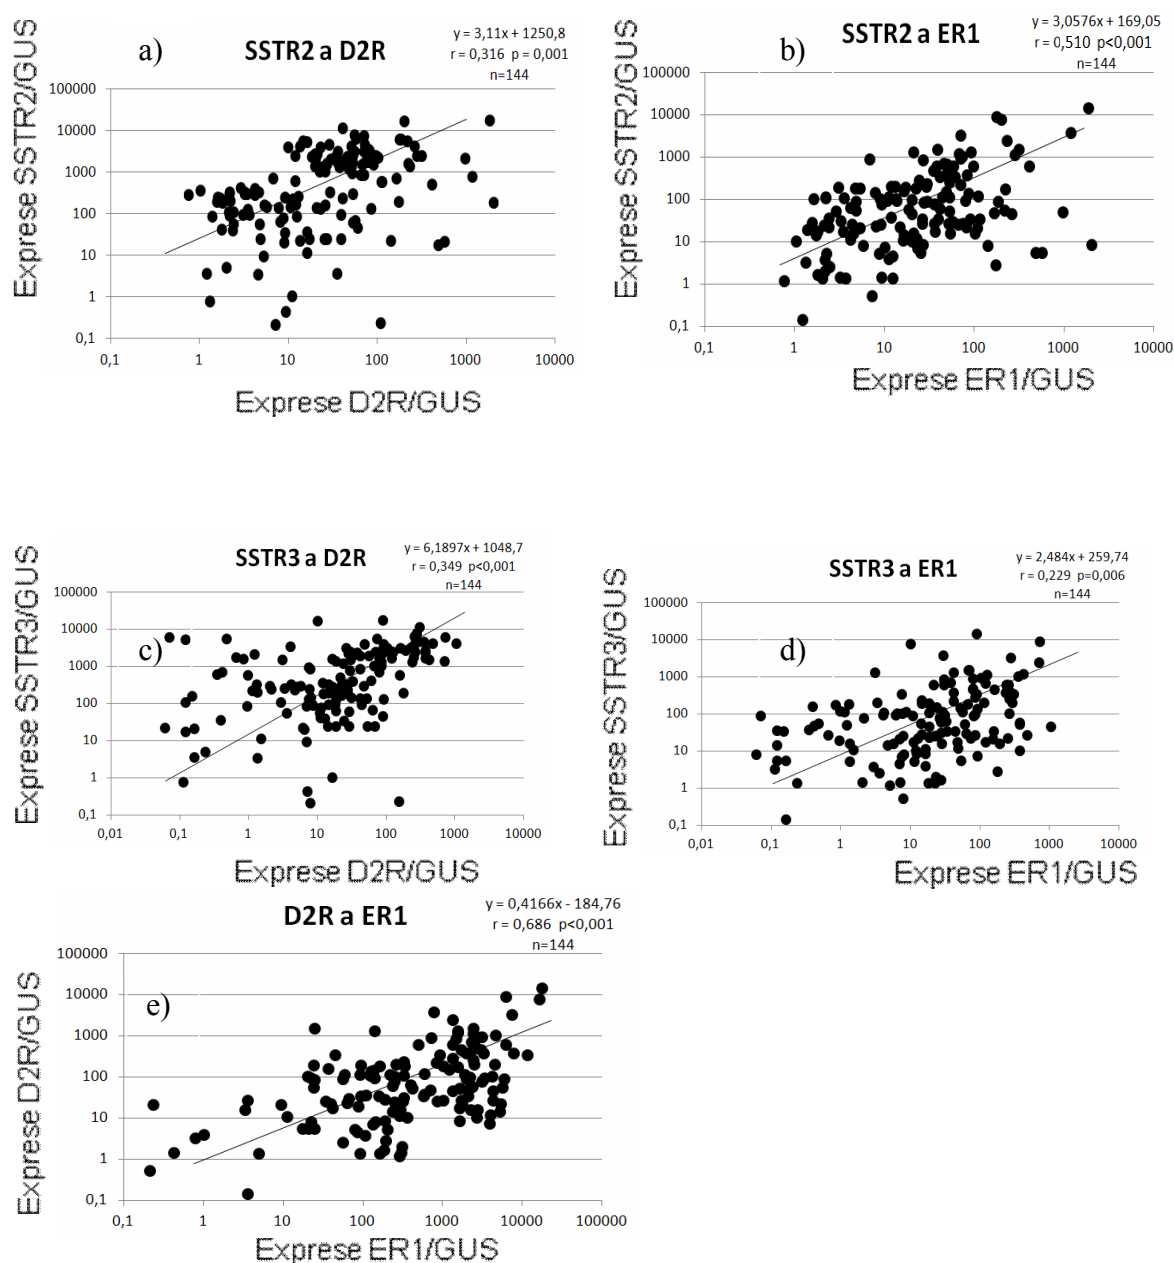 a)
SSTR2 a D2R
y = 3,11x + 1250,8
r = 0,316 p = 0,001
n=144
Exprese SSTR2/GUS
100000
10000
1000
100
10
1
0,1
0,1 1 10 100 1000 10000
Exprese D2R/GUS
b)
SSTR2 a ER1
y = 3,0576x + 169,05
r = 0,510 p<0,001
n=144
Exprese SSTR2/GUS
100000
10000
1000
100
10
1
0,1
0,1 1 10 100 1000 10000
Exprese ER1/GUS
c)
SSTR3 a D2R
y = 6,1897x + 1048,7
r = 0,349 p<0,001
n=144
Exprese SSTR3/GUS
100000
10000
1000
100
10
1
0,1
0,01 0,1 1 10 100 1000 10000
Exprese D2R/GUS
d)
SSTR3 a ER1
y = 2,484x + 259,74
r = 0,229 p=0,006
n=144
Exprese SSTR3/GUS
100000
10000
1000
100
10
1
0,1
0,01 0,1 1 10 100 1000 10000
Exprese ER1/GUS
e)
D2R a ER1
y = 0,4166x - 184,76
r = 0,686 p<0,001
n=144
Exprese D2R/GUS
100000
10000
1000
100
10
1
0,1
0,1 1 10 100 1000 10000 100000
Exprese ER1/GUS